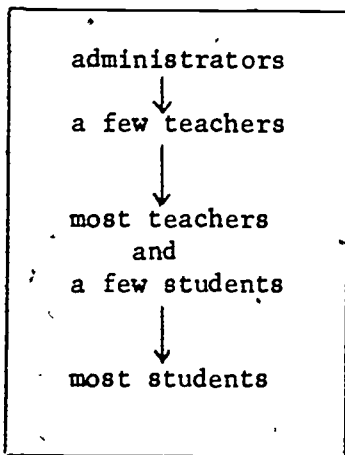 administrators
a few teachers
most teachers
and
a few students
most students